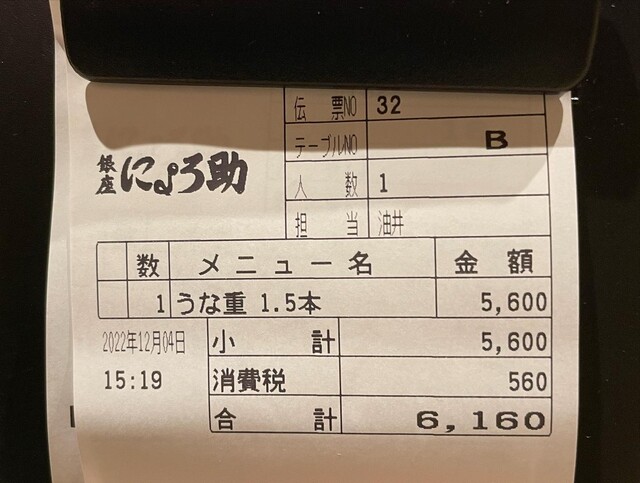 伝票NO 32
テーブルNO B
人数 1
担当 油井
銀座 にょろ助
数 メニュー名 金額
1 うな重 1.5本 5,600
2022年12月04日 小計 5,600
15:19 消費税 560
合計 6,160